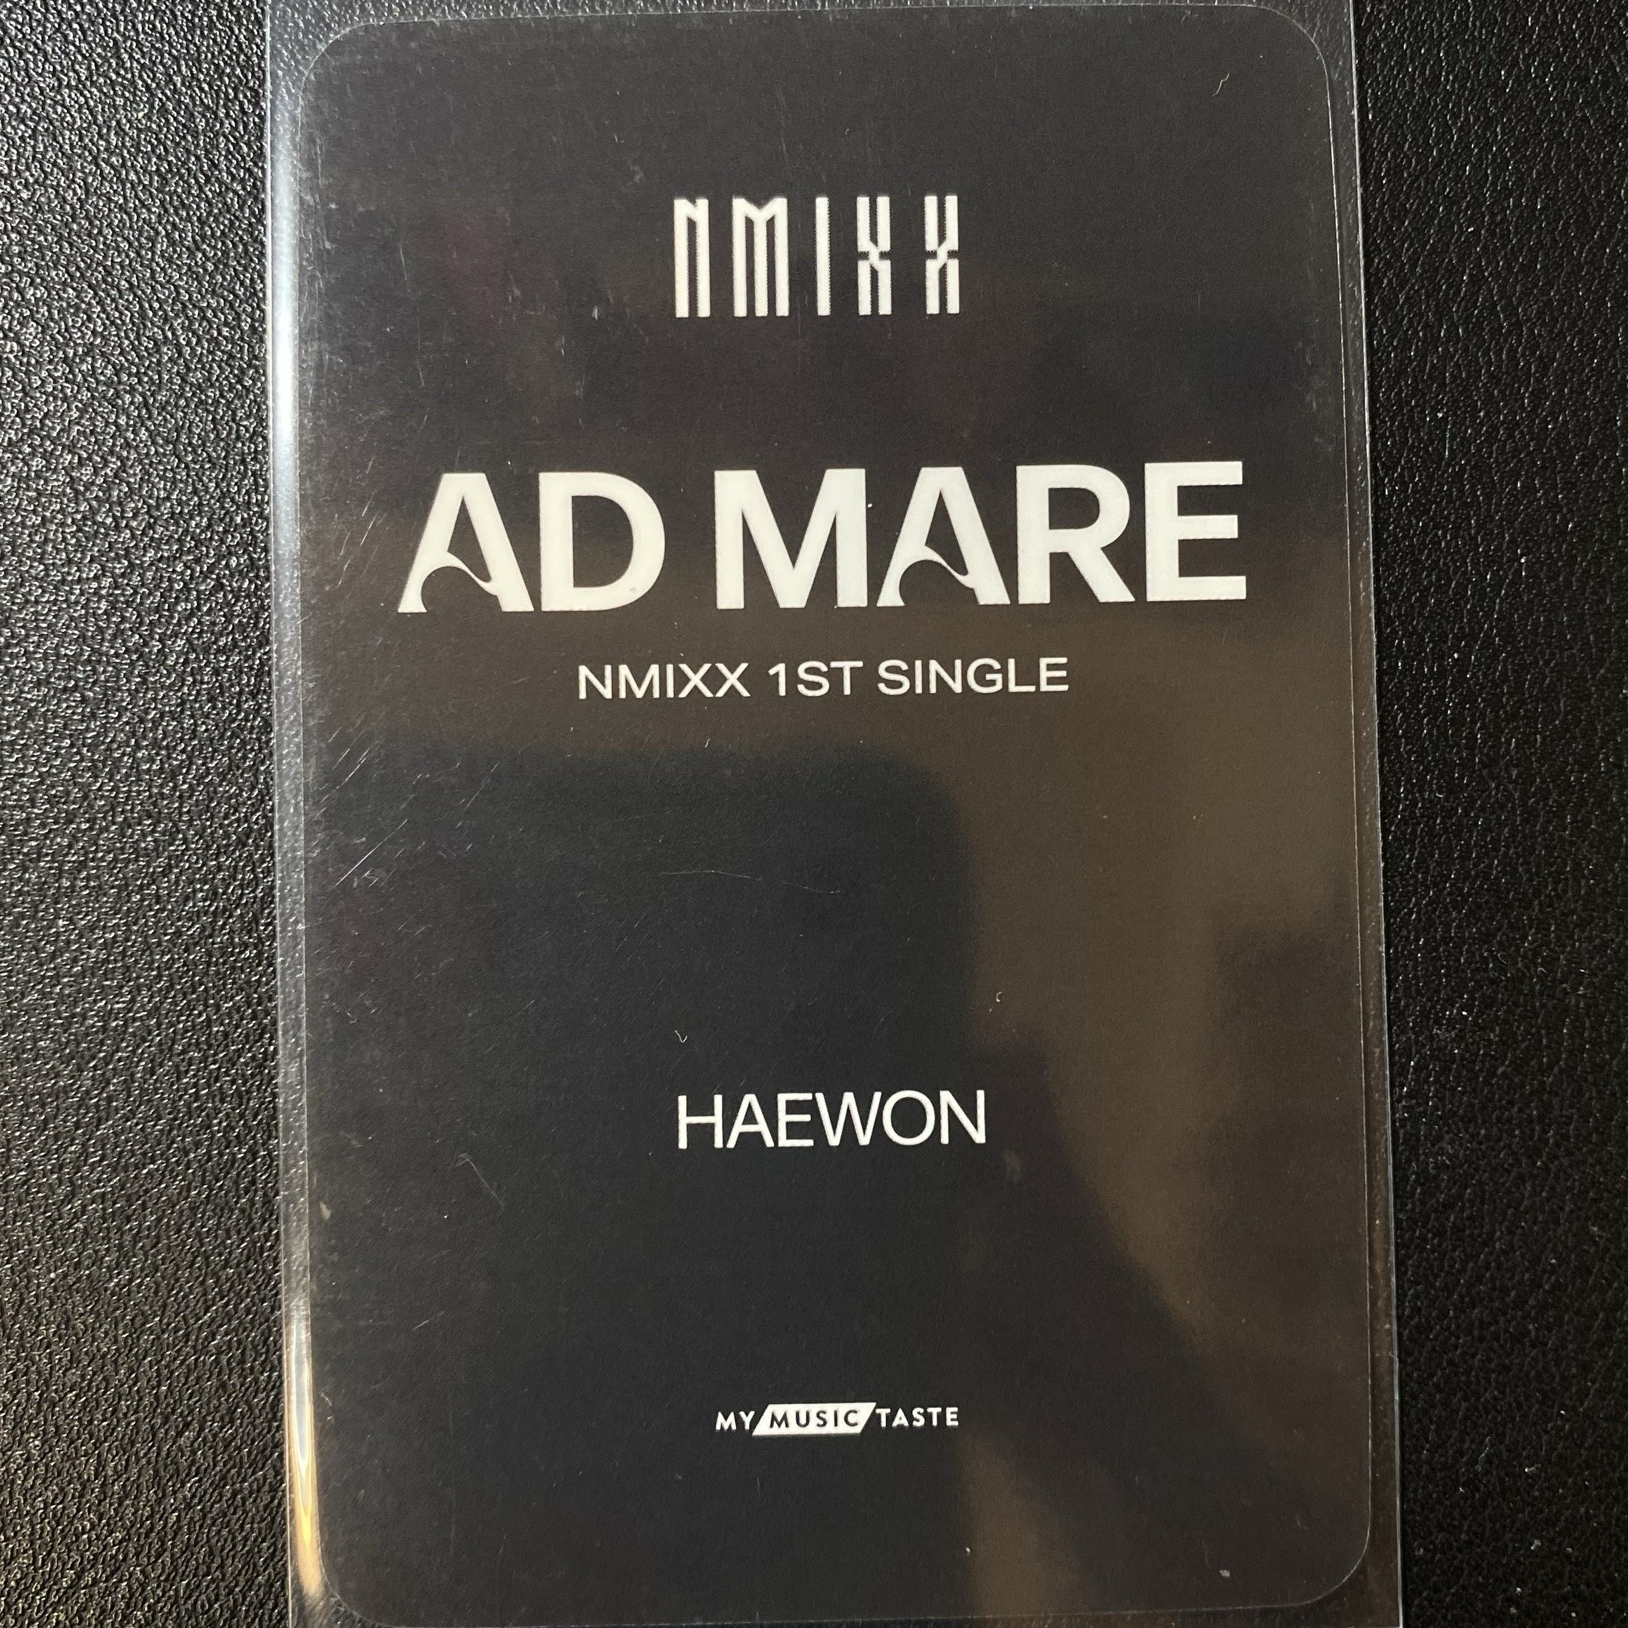 NMIXX
AD MARE
NMIXX 1ST SINGLE
HAEWON
MY MUSIC TASTE